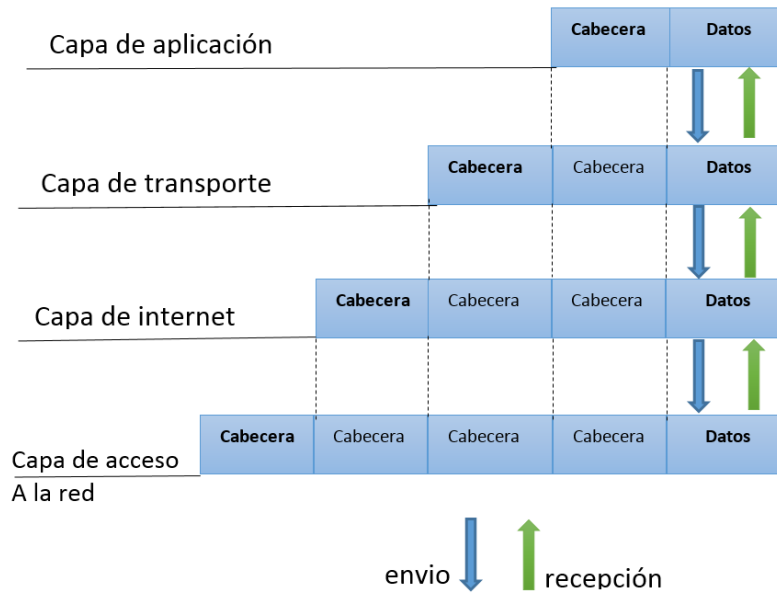 Capa de aplicación
Cabecera Datos
Capa de transporte
Cabecera Cabecera Datos
Capa de internet
Cabecera Cabecera Cabecera Datos
Capa de acceso
A la red
Cabecera Cabecera Cabecera Cabecera Datos
envio recepción